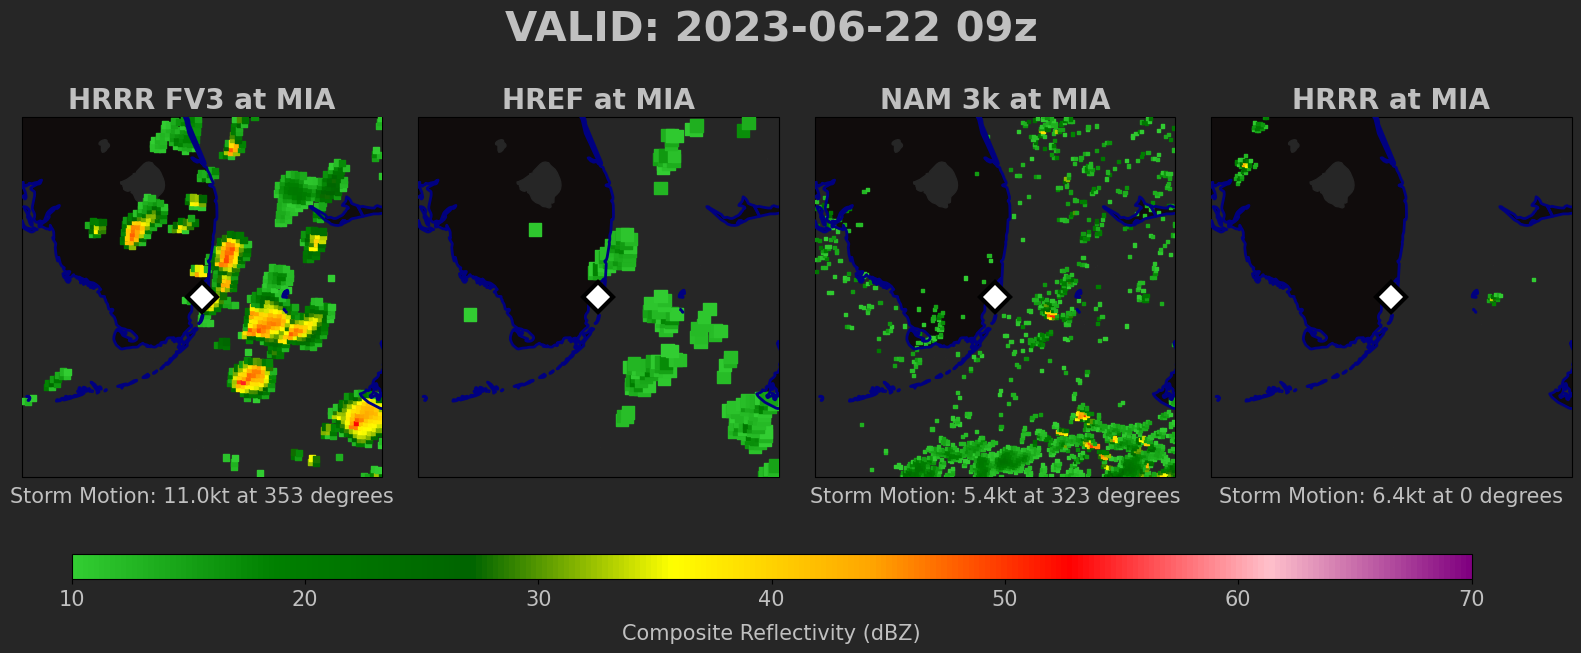 VALID: 2023-06-22 09z
HRRR FV3 at MIA
HREF at MIA
NAM 3k at MIA
HRRR at MIA
Storm Motion: 11.0kt at 353 degrees
Storm Motion: 5.4kt at 323 degrees
Storm Motion: 6.4kt at 0 degrees
10 20 30 40 50 60 70
Composite Reflectivity (dBZ)